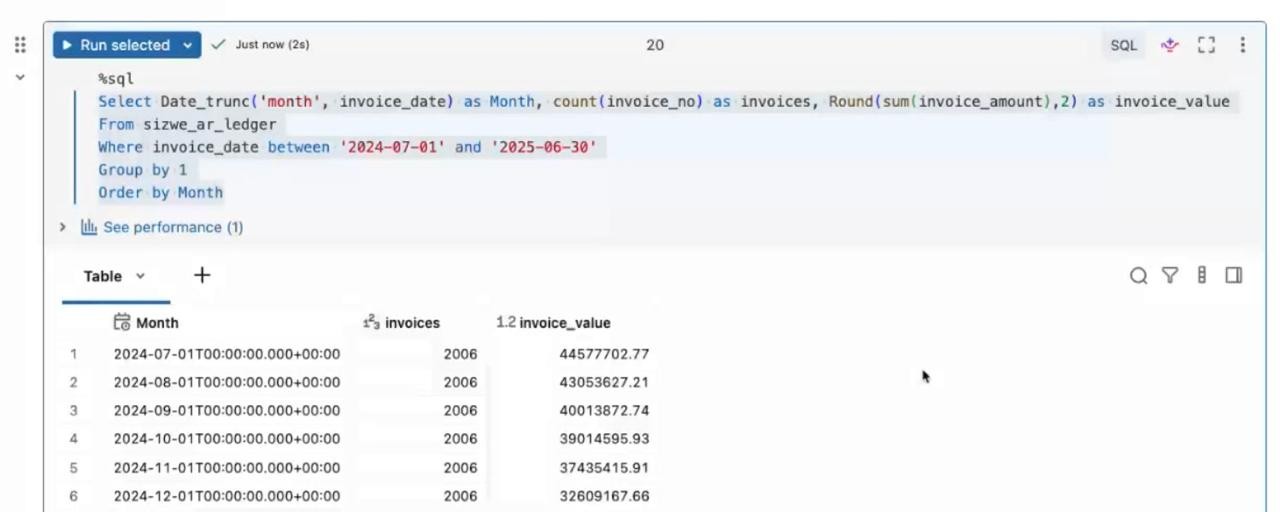 Run selected Just now (2s) 20 SQL
%sql
Select Date_trunc('month', invoice_date) as Month, count(invoice_no) as invoices, Round(sum(invoice_amount),2) as invoice_value
From sizwe_ar_ledger
Where invoice_date between '2024-07-01' and '2025-06-30'
Group by 1
Order by Month
See performance (1)
Table +
Month 123 invoices 1.2 invoice_value
1 2024-07-01T00:00:00.000+00:00 2006 44577702.77
2 2024-08-01T00:00:00.000+00:00 2006 43053627.21
3 2024-09-01T00:00:00.000+00:00 2006 40013872.74
4 2024-10-01T00:00:00.000+00:00 2006 39014595.93
5 2024-11-01T00:00:00.000+00:00 2006 37435415.91
6 2024-12-01T00:00:00.000+00:00 2006 32609167.66